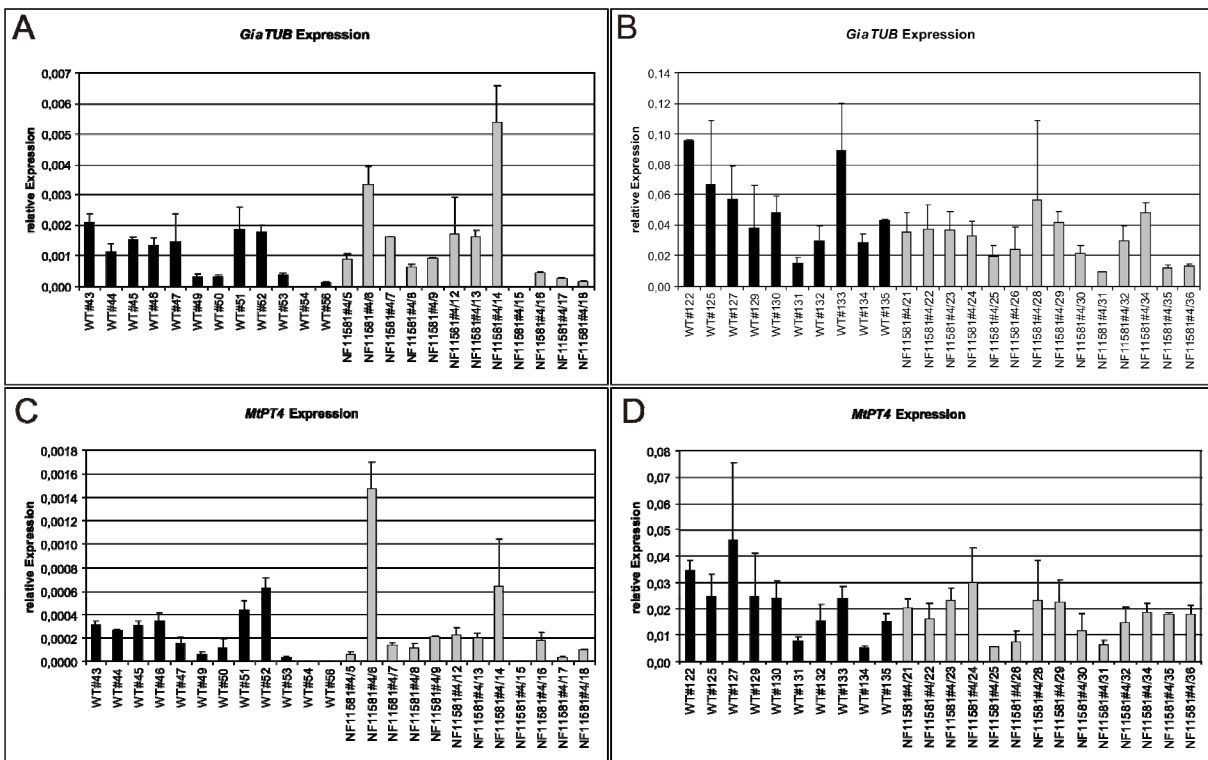 A
GiaTUB Expression
relative Expression
0,007
0,006
0,005
0,004
0,003
0,002
0,001
0,000
WT#43
WT#44
WT#45
WT#46
WT#47
WT#49
WT#50
WT#51
WT#52
WT#53
WT#54
WT#56
NF11581#4/5
NF11581#4/6
NF11581#4/7
NF11581#4/8
NF11581#4/9
NF11581#4/12
NF11581#4/13
NF11581#4/14
NF11581#4/15
NF11581#4/16
NF11581#4/17
NF11581#4/18
B
GiaTUB Expression
relative Expression
0,14
0,12
0,10
0,08
0,06
0,04
0,02
0,00
WT#122
WT#125
WT#127
WT#129
WT#130
WT#131
WT#132
WT#133
WT#134
WT#135
NF11581#4/21
NF11581#4/22
NF11581#4/23
NF11581#4/24
NF11581#4/25
NF11581#4/26
NF11581#4/28
NF11581#4/29
NF11581#4/30
NF11581#4/31
NF11581#4/32
NF11581#4/34
NF11581#4/35
NF11581#4/36
C
MtPT4 Expression
relative Expression
0,0018
0,0016
0,0014
0,0012
0,0010
0,0008
0,0006
0,0004
0,0002
0,0000
WT#43
WT#44
WT#45
WT#46
WT#47
WT#49
WT#50
WT#51
WT#52
WT#53
WT#54
WT#56
NF11581#4/5
NF11581#4/6
NF11581#4/7
NF11581#4/8
NF11581#4/9
NF11581#4/12
NF11581#4/13
NF11581#4/14
NF11581#4/15
NF11581#4/16
NF11581#4/17
NF11581#4/18
D
MtPT4 Expression
relative Expression
0,08
0,07
0,06
0,05
0,04
0,03
0,02
0,01
0,00
WT#122
WT#125
WT#127
WT#129
WT#130
WT#131
WT#132
WT#133
WT#134
WT#135
NF11581#4/21
NF11581#4/22
NF11581#4/23
NF11581#4/24
NF11581#4/25
NF11581#4/26
NF11581#4/28
NF11581#4/29
NF11581#4/30
NF11581#4/31
NF11581#4/32
NF11581#4/34
NF11581#4/35
NF11581#4/36